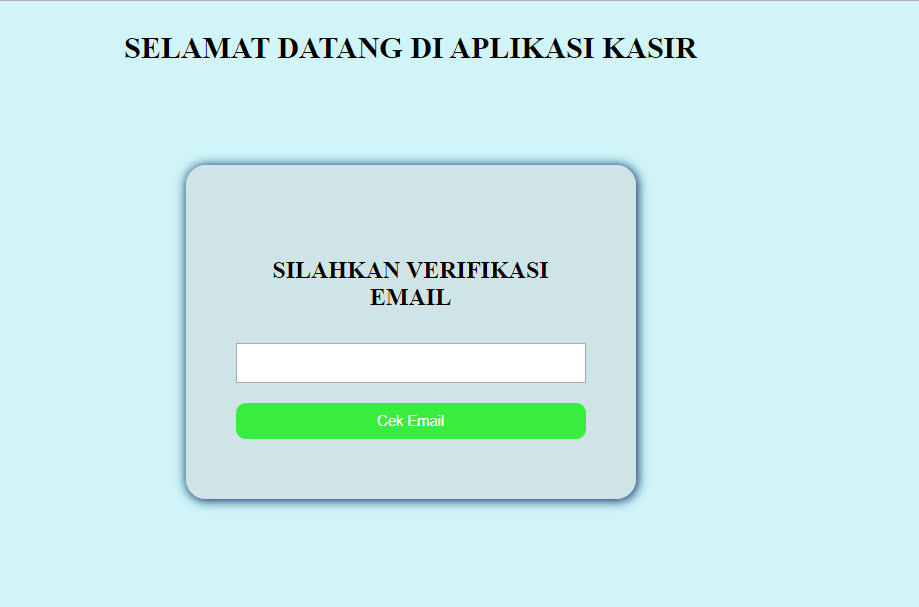 SELAMAT DATANG DI APLIKASI KASIR
SILAHKAN VERIFIKASI
EMAIL
Cek Email